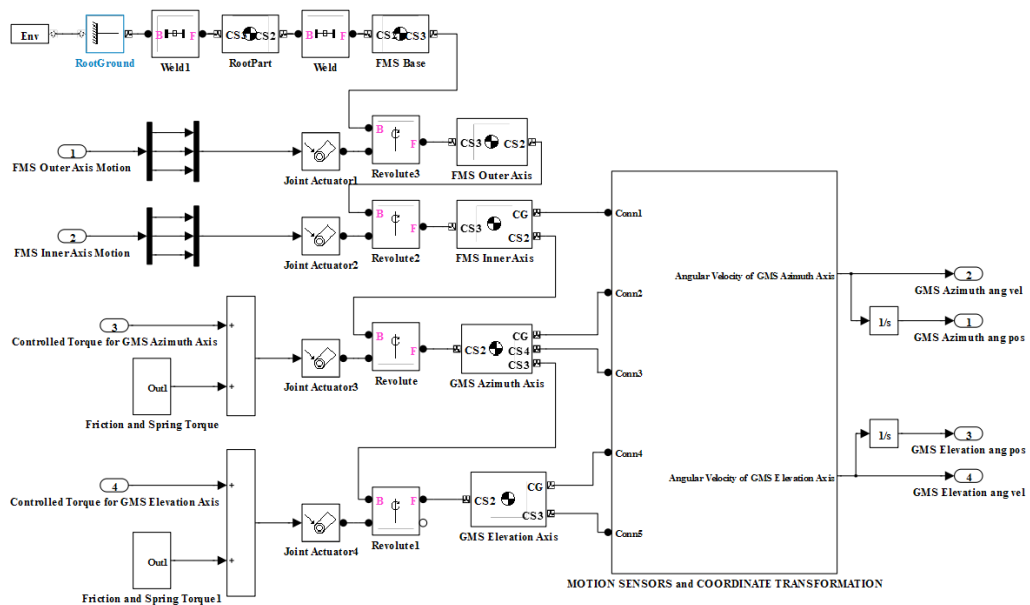 Env
B F
CS3 CS2
B F
CS2 CS3
RootGround
Weld1
RootPart
Weld
FMS Base
B
F
1
CS3 CS2
FMS Outer Axis Motion
Joint Actuator1
Revolute3
FMS Outer Axis
B
F
CG
Conn1
2
CS3
CS2
FMS Inner Axis Motion
Joint Actuator2
Revolute2
FMS Inner Axis
Angular Velocity of GMS Azimuth Axis
2
GMS Azimuth ang vel
Conn2
3
+
B
F
CG
1/s
1
Controlled Torque for GMS Azimuth Axis
CS2
CS4
CS3
GMS Azimuth ang pos
Out1
+
Joint Actuator3
Revolute
GMS Azimuth Axis
Conn3
Friction and Spring Torque
1/s
3
GMS Elevation ang pos
Conn4
4
+
B
F
CS2
CG
Angular Velocity of GMS Elevation Axis
4
Controlled Torque for GMS Elevation Axis
CS3
GMS Elevation ang vel
Joint Actuator4
Revolute1
GMS Elevation Axis
Conn5
Out1
+
Friction and Spring Torque1
MOTION SENSORS and COORDINATE TRANSFORMATION